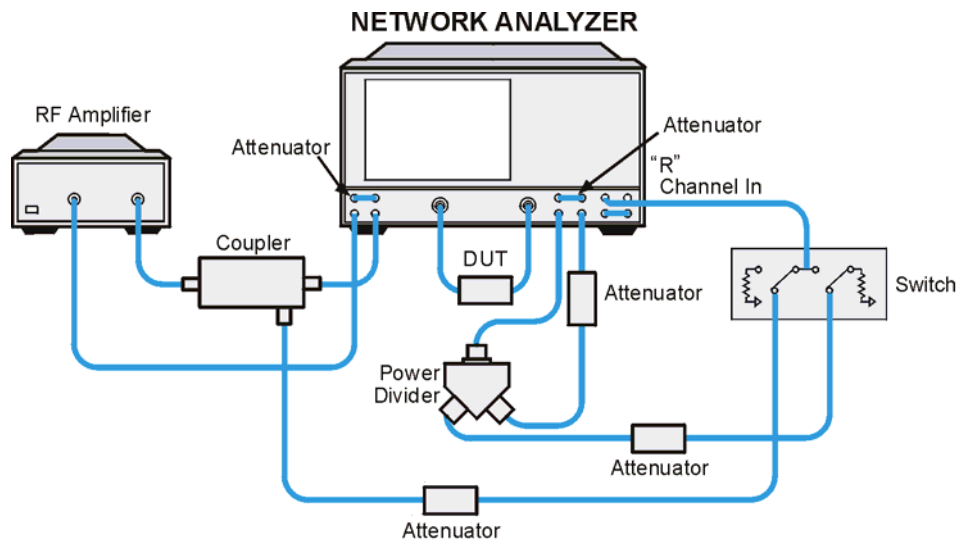 NETWORK ANALYZER
RF Amplifier
Attenuator
Attenuator
“R”
Channel In
Coupler
DUT
Attenuator
Switch
Power
Divider
Attenuator
Attenuator